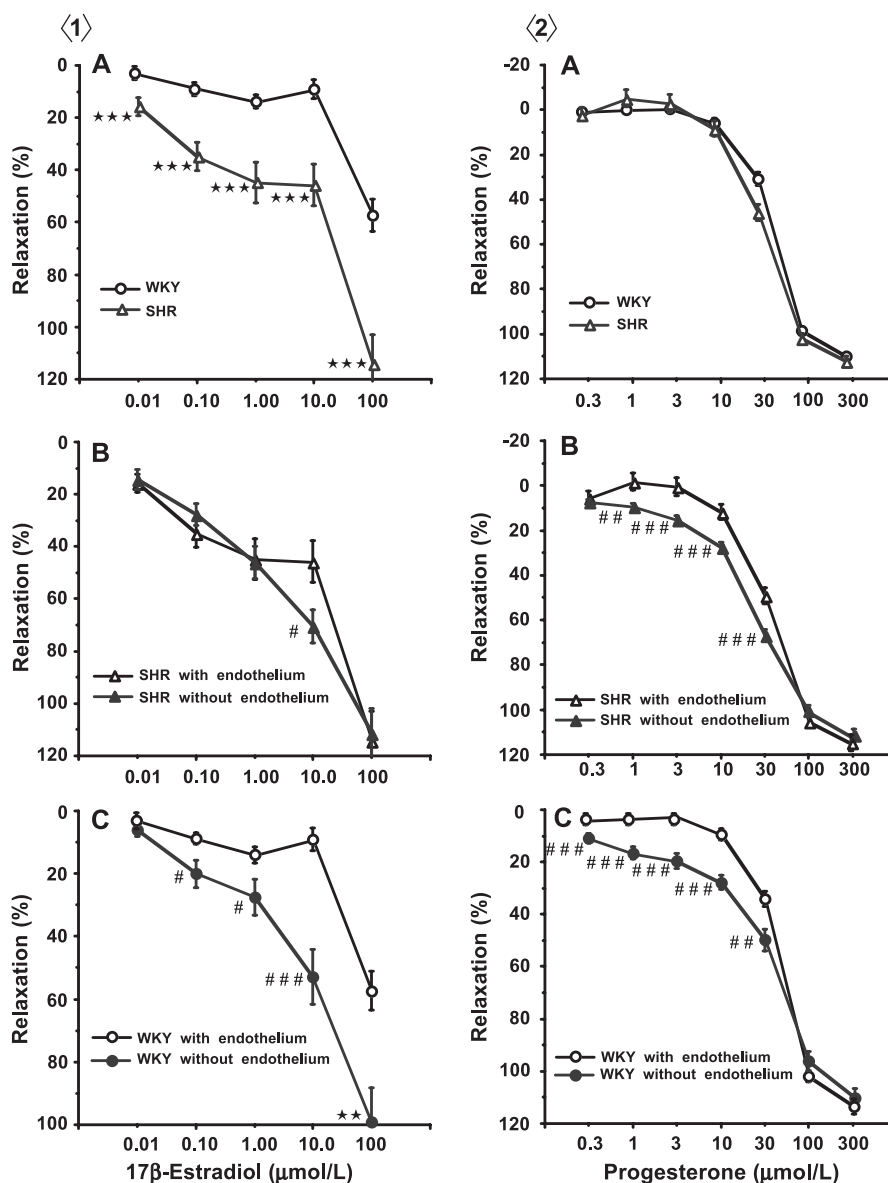 〈1〉
A
0
20
40
60
80
100
120
Relaxation (%)
★★★
★★★
★★★
★★★
★★★
WKY
SHR
0.01 0.10 1.00 10.0 100
B
0
20
40
60
80
100
120
Relaxation (%)
#
SHR with endothelium
SHR without endothelium
0.01 0.10 1.00 10.0 100
C
0
20
40
60
80
100
Relaxation (%)
#
#
###
★★
WKY with endothelium
WKY without endothelium
0.01 0.10 1.00 10.0 100
17β-Estradiol (μmol/L)
〈2〉
A
-20
0
20
40
60
80
100
120
Relaxation (%)
WKY
SHR
0.3 1 3 10 30 100 300
B
-20
0
20
40
60
80
100
120
Relaxation (%)
##
###
###
###
SHR with endothelium
SHR without endothelium
0.3 1 3 10 30 100 300
C
0
20
40
60
80
100
120
Relaxation (%)
###
###
###
###
##
WKY with endothelium
WKY without endothelium
0.3 1 3 10 30 100 300
Progesterone (μmol/L)